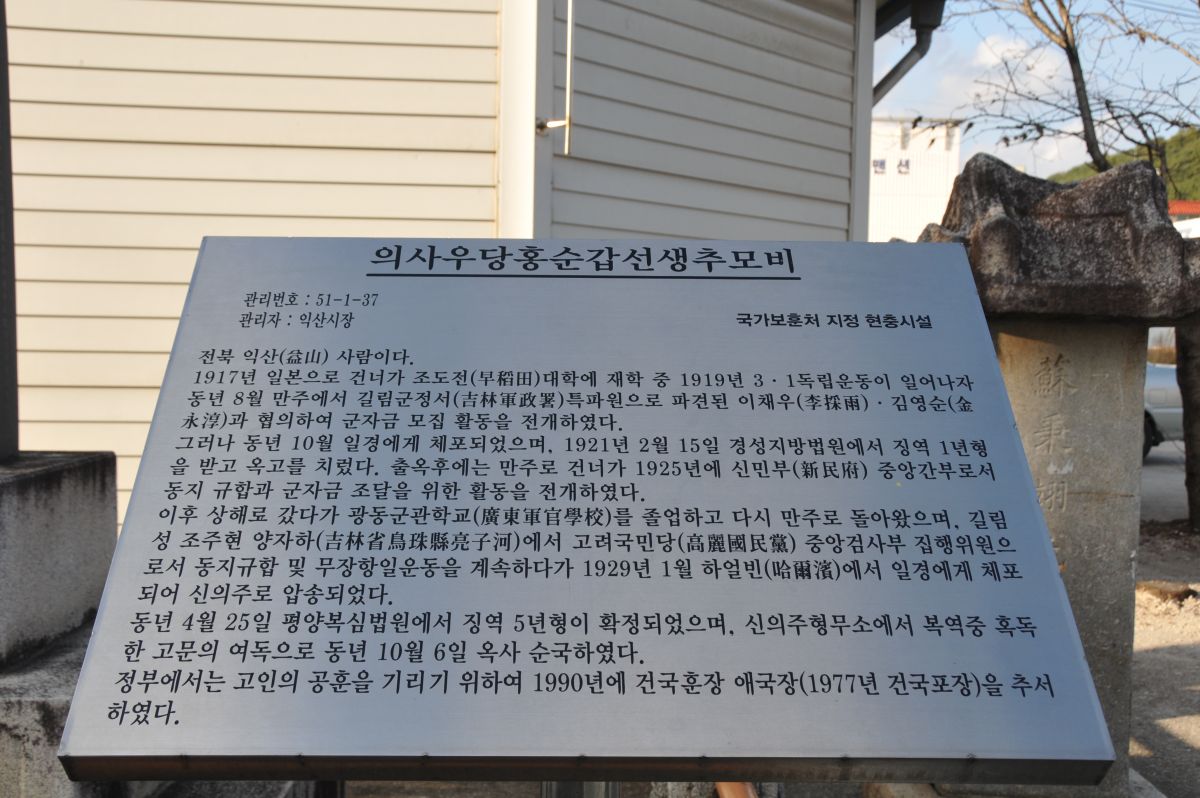 맨션
의사우당홍순갑선생추모비
관리번호 : 51-1-37
관리자 : 익산시장
국가보훈처 지정 현충시설
전북 익산(益山) 사람이다.
1917년 일본으로 건너가 조도전(早稻田)대학에 재학 중 1919년 3 · 1독립운동이 일어나자
동년 8월 만주에서 길림군정서(吉林軍政署)특파원으로 파견된 이채우(李採雨) · 김영순(金
永淳)과 협의하여 군자금 모집 활동을 전개하였다.
그러나 동년 10월 일경에게 체포되었으며, 1921년 2월 15일 경성지방법원에서 징역 1년형
을 받고 옥고를 치렀다. 출옥후에는 만주로 건너가 1925년에 신민부(新民府) 중앙간부로서
동지 규합과 군자금 조달을 위한 활동을 전개하였다.
이후 상해로 갔다가 광동군관학교(廣東軍官學校)를 졸업하고 다시 만주로 돌아왔으며, 길림
성 조주현 양자하(吉林省鳥珠縣亮子河)에서 고려국민당(高麗國民黨) 중앙검사부 집행위원으
로서 동지규합 및 무장항일운동을 계속하다가 1929년 1월 하얼빈(哈爾濱)에서 일경에게 체포
되어 신의주로 압송되었다.
동년 4월 25일 평양복심법원에서 징역 5년형이 확정되었으며, 신의주형무소에서 복역중 혹독
한 고문의 여독으로 동년 10월 6일 옥사 순국하였다.
정부에서는 고인의 공훈을 기리기 위하여 1990년에 건국훈장 애국장(1977년 건국포장)을 추서
하였다.
蘇秉翊